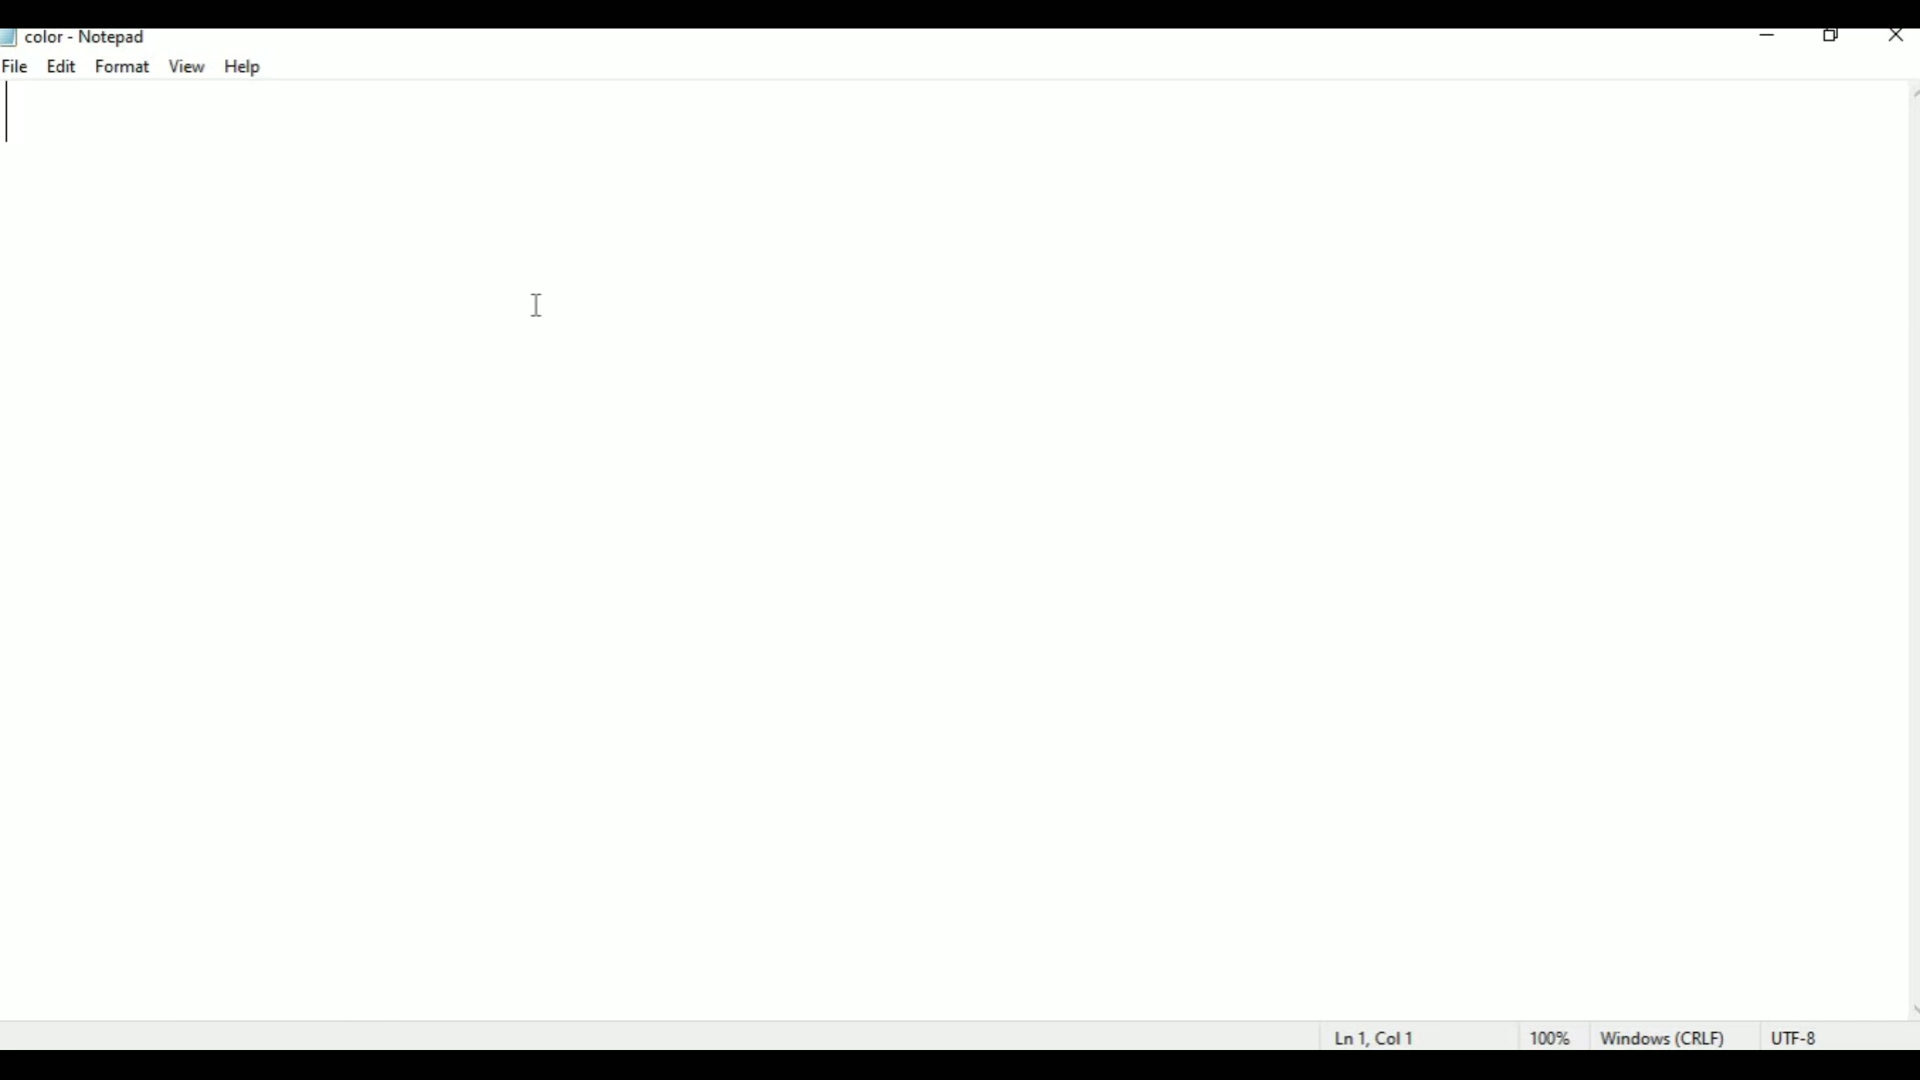 color - Notepad
File Edit Format View Help
Ln 1, Col 1 100% Windows (CRLF) UTF-8